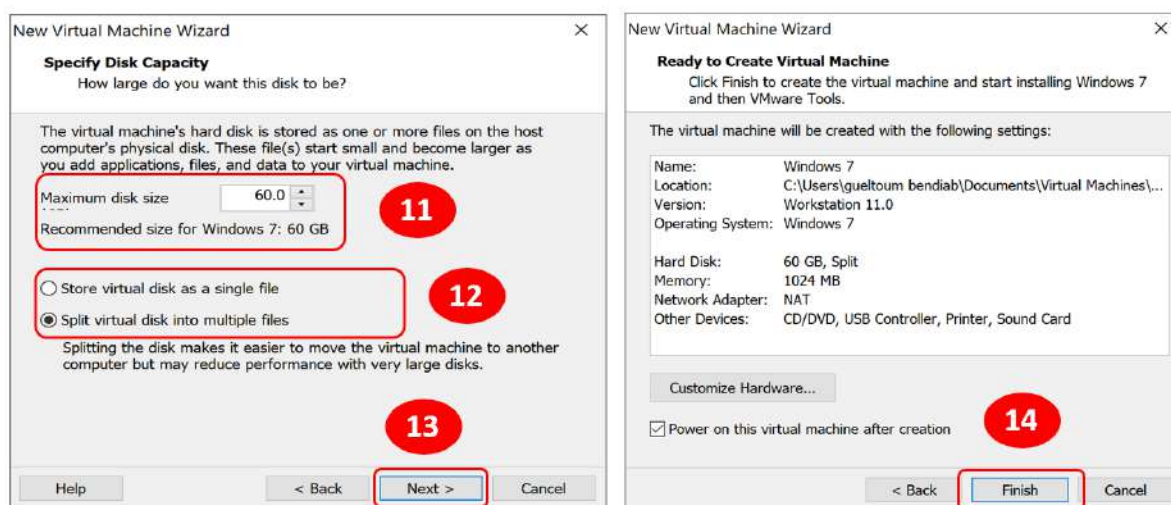 New Virtual Machine Wizard
Specify Disk Capacity
How large do you want this disk to be?
The virtual machine's hard disk is stored as one or more files on the host
computer's physical disk. These file(s) start small and become larger as
you add applications, files, and data to your virtual machine.
Maximum disk size
60.0
11
Recommended size for Windows 7: 60 GB
Store virtual disk as a single file
12
Split virtual disk into multiple files
Splitting the disk makes it easier to move the virtual machine to another
computer but may reduce performance with very large disks.
13
Help
< Back
Next >
Cancel
New Virtual Machine Wizard
Ready to Create Virtual Machine
Click Finish to create the virtual machine and start installing Windows 7
and then VMware Tools.
The virtual machine will be created with the following settings:
Name: Windows 7
Location: C:\Users\gueltoum bendiab\Documents\Virtual Machines\...
Version: Workstation 11.0
Operating System: Windows 7
Hard Disk: 60 GB, Split
Memory: 1024 MB
Network Adapter: NAT
Other Devices: CD/DVD, USB Controller, Printer, Sound Card
Customize Hardware...
14
Power on this virtual machine after creation
< Back
Finish
Cancel